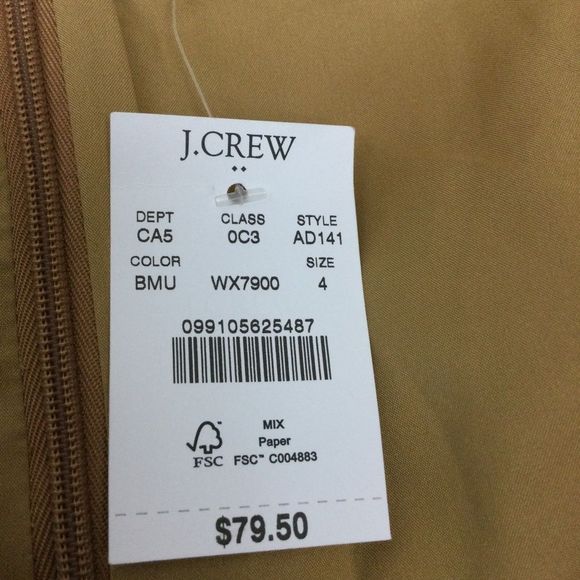 J.CREW
DEPT CLASS STYLE
CA5 0C3 AD141
COLOR SIZE
BMU WX7900 4
099105625487
MIX
Paper
FSC FSC™ C004883
$79.50